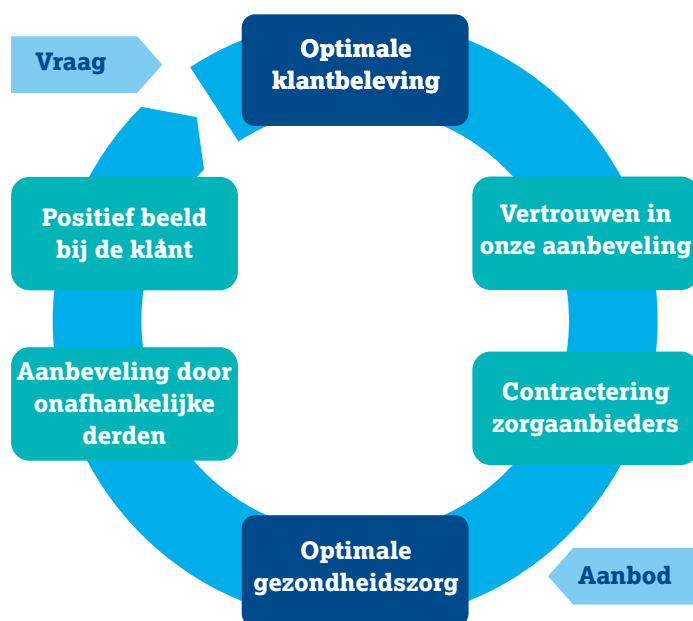 Vraag
Optimale
klantbeleving
Positief beeld
bij de klant
Vertrouwen in
onze aanbeveling
Aanbeveling door
onafhankelijke
derden
Contractering
zorgaanbieders
Optimale
gezondheidszorg
Aanbod